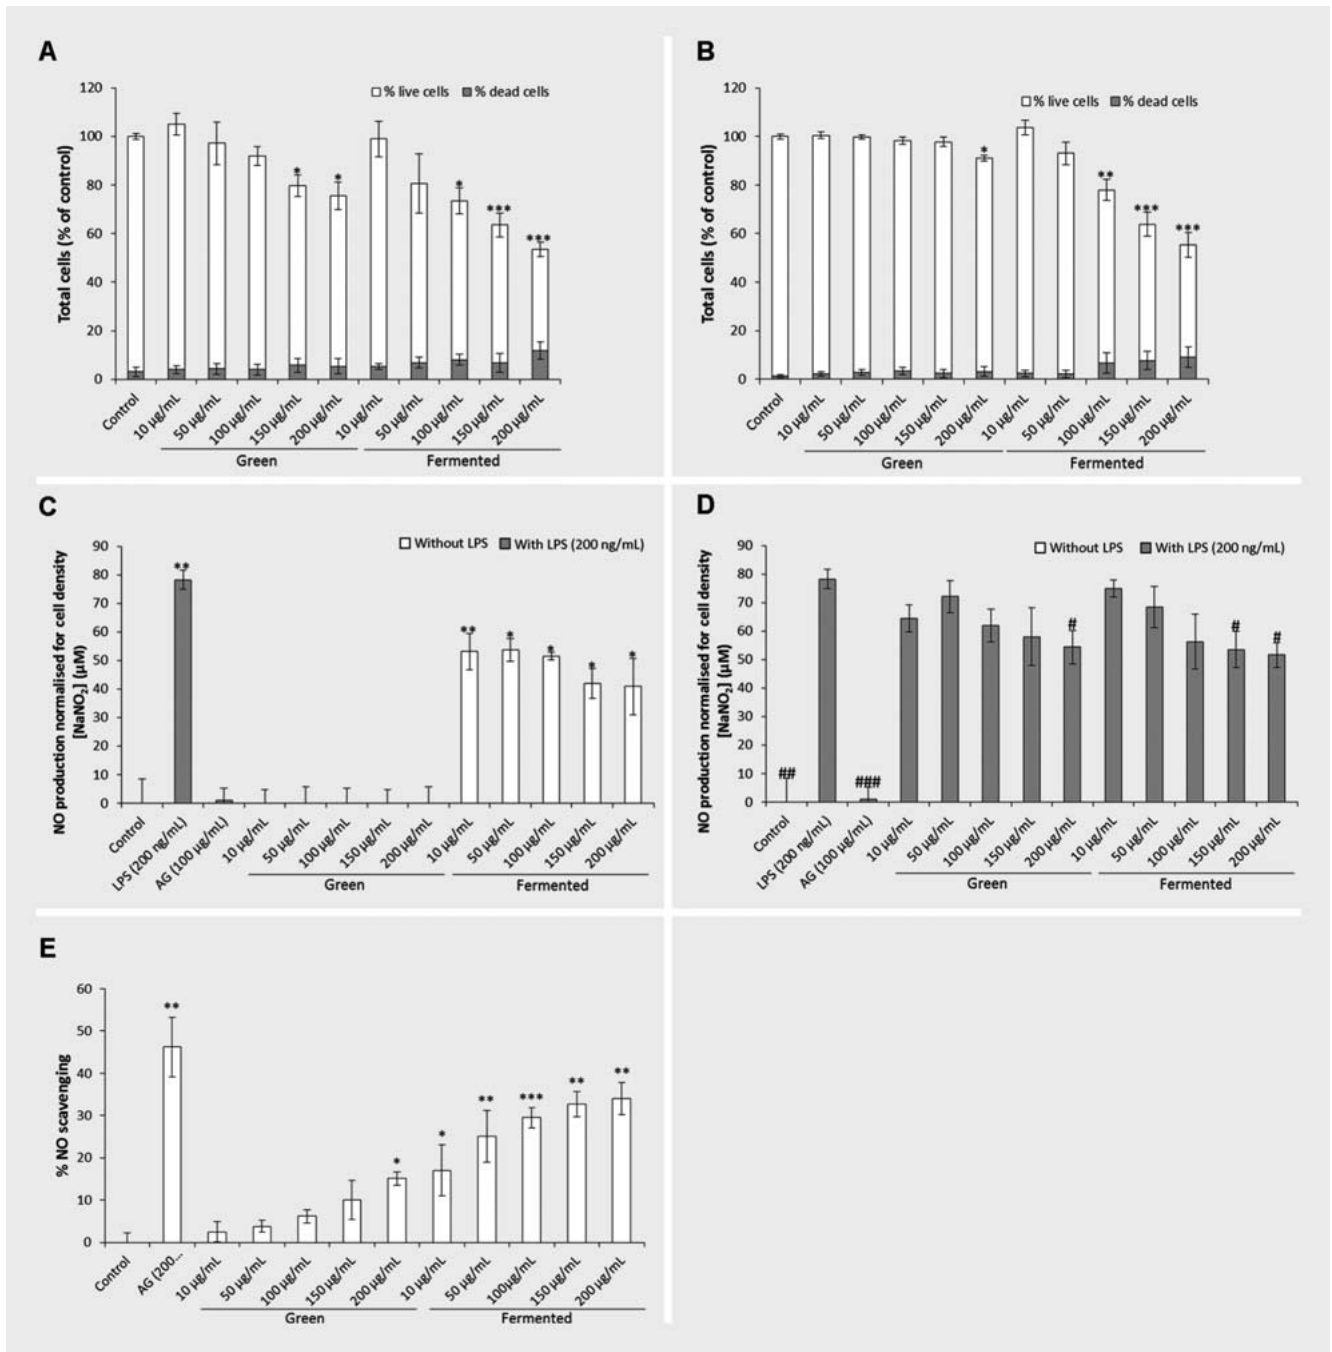 A
% live cells % dead cells
Total cells (% of control)
120
100
80
60
40
20
0
* * * *** ***
Control 10 µg/mL 50 µg/mL 100 µg/mL 150 µg/mL 200 µg/mL 10 µg/mL 50 µg/mL 100 µg/mL 150 µg/mL 200 µg/mL
Green Fermented
B
% live cells % dead cells
Total cells (% of control)
120
100
80
60
40
20
0
* ** *** ***
Control 10 µg/mL 50 µg/mL 100 µg/mL 150 µg/mL 200 µg/mL 10 µg/mL 50 µg/mL 100 µg/mL 150 µg/mL 200 µg/mL
Green Fermented
C
Without LPS With LPS (200 ng/mL)
NO production normalised for cell density
[NaNO₂] (µM)
90
80
70
60
50
40
30
20
10
0
** ** * * * *
Control LPS (200 ng/mL) AG (100 µg/mL) 10 µg/mL 50 µg/mL 100 µg/mL 150 µg/mL 200 µg/mL 10 µg/mL 50 µg/mL 100 µg/mL 150 µg/mL 200 µg/mL
Green Fermented
D
Without LPS With LPS (200 ng/mL)
NO production normalised for cell density
[NaNO₂] (µM)
90
80
70
60
50
40
30
20
10
0
## ### # # #
Control LPS (200 ng/mL) AG (100 µg/mL) 10 µg/mL 50 µg/mL 100 µg/mL 150 µg/mL 200 µg/mL 10 µg/mL 50 µg/mL 100 µg/mL 150 µg/mL 200 µg/mL
Green Fermented
E
% NO scavenging
60
50
40
30
20
10
0
** * * ** *** ** **
Control AG (200... 10 µg/mL 50 µg/mL 100 µg/mL 150 µg/mL 200 µg/mL 10 µg/mL 50 µg/mL 100µg/mL 150 µg/mL 200 µg/mL
Green Fermented